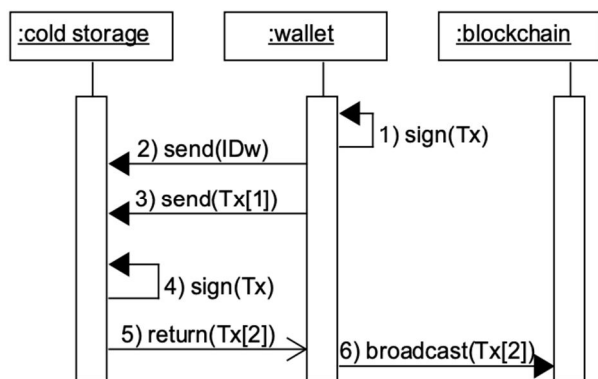 :cold storage
:wallet
:blockchain
1) sign(Tx)
2) send(IDw)
3) send(Tx[1])
4) sign(Tx)
5) return(Tx[2])
6) broadcast(Tx[2])